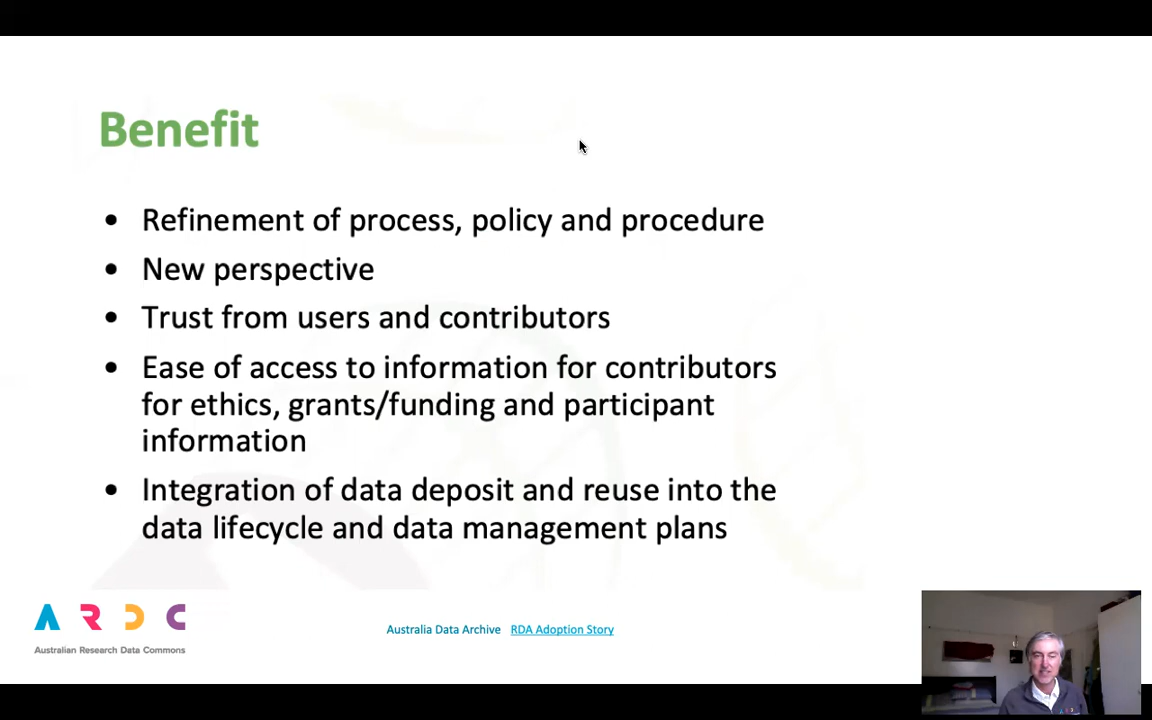 Benefit
• Refinement of process, policy and procedure
• New perspective
• Trust from users and contributors
• Ease of access to information for contributors
for ethics, grants/funding and participant
information
• Integration of data deposit and reuse into the
data lifecycle and data management plans
ARDC
Australian Research Data Commons
Australia Data Archive RDA Adoption Story